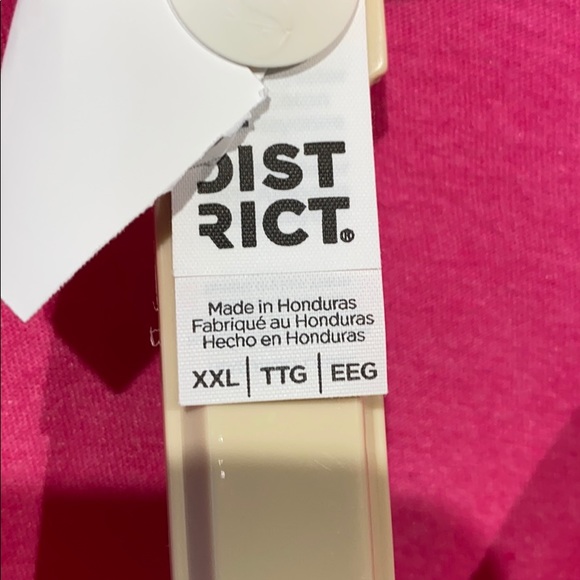 DIST
RICT®
Made in Honduras
Fabriqué au Honduras
Hecho en Honduras
XXL | TTG | EEG